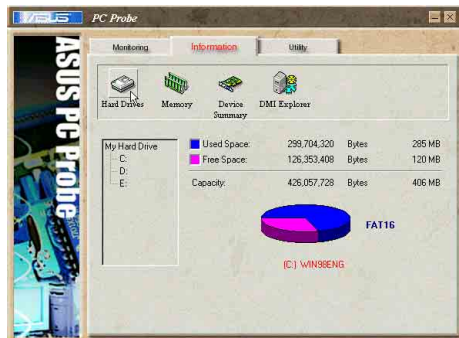 ASUS PC Probe
ASUS PC Probe
Monitoring Information Utility
Hard Drives Memory Device Summary DMI Explorer
My Hard Drive
C:
D:
E:
Used Space: 299,704,320 Bytes 285 MB
Free Space: 126,353,408 Bytes 120 MB
Capacity: 426,057,728 Bytes 406 MB
FAT16
(C:) WIN98ENG